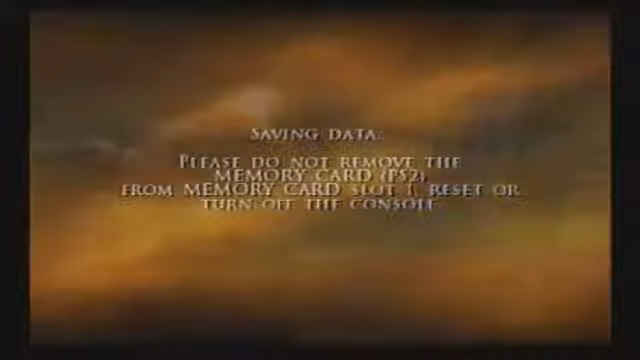 SAVING DATA.
PLEASE DO NOT REMOVE THE
MEMORY CARD (PS2)
FROM MEMORY CARD SLOT 1, RESET OR
TURN OFF THE CONSOLE